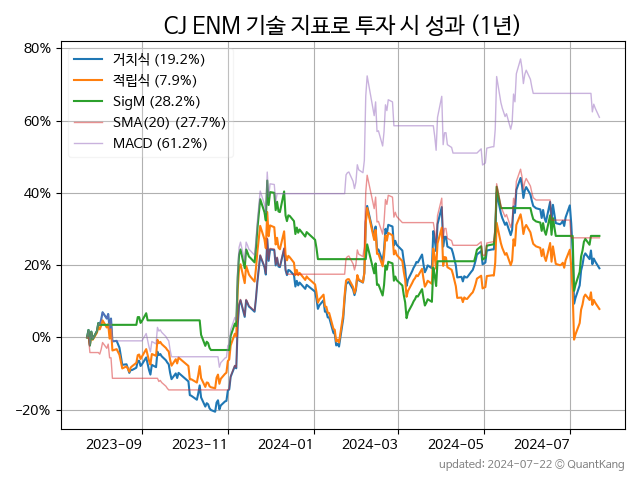 CJ ENM 기술 지표로 투자 시 성과 (1년)
80%
60%
40%
20%
0%
−20%
거치식 (19.2%)
적립식 (7.9%)
SigM (28.2%)
SMA(20) (27.7%)
MACD (61.2%)
2023-09 2023-11 2024-01 2024-03 2024-05 2024-07
updated: 2024-07-22 © QuantKang